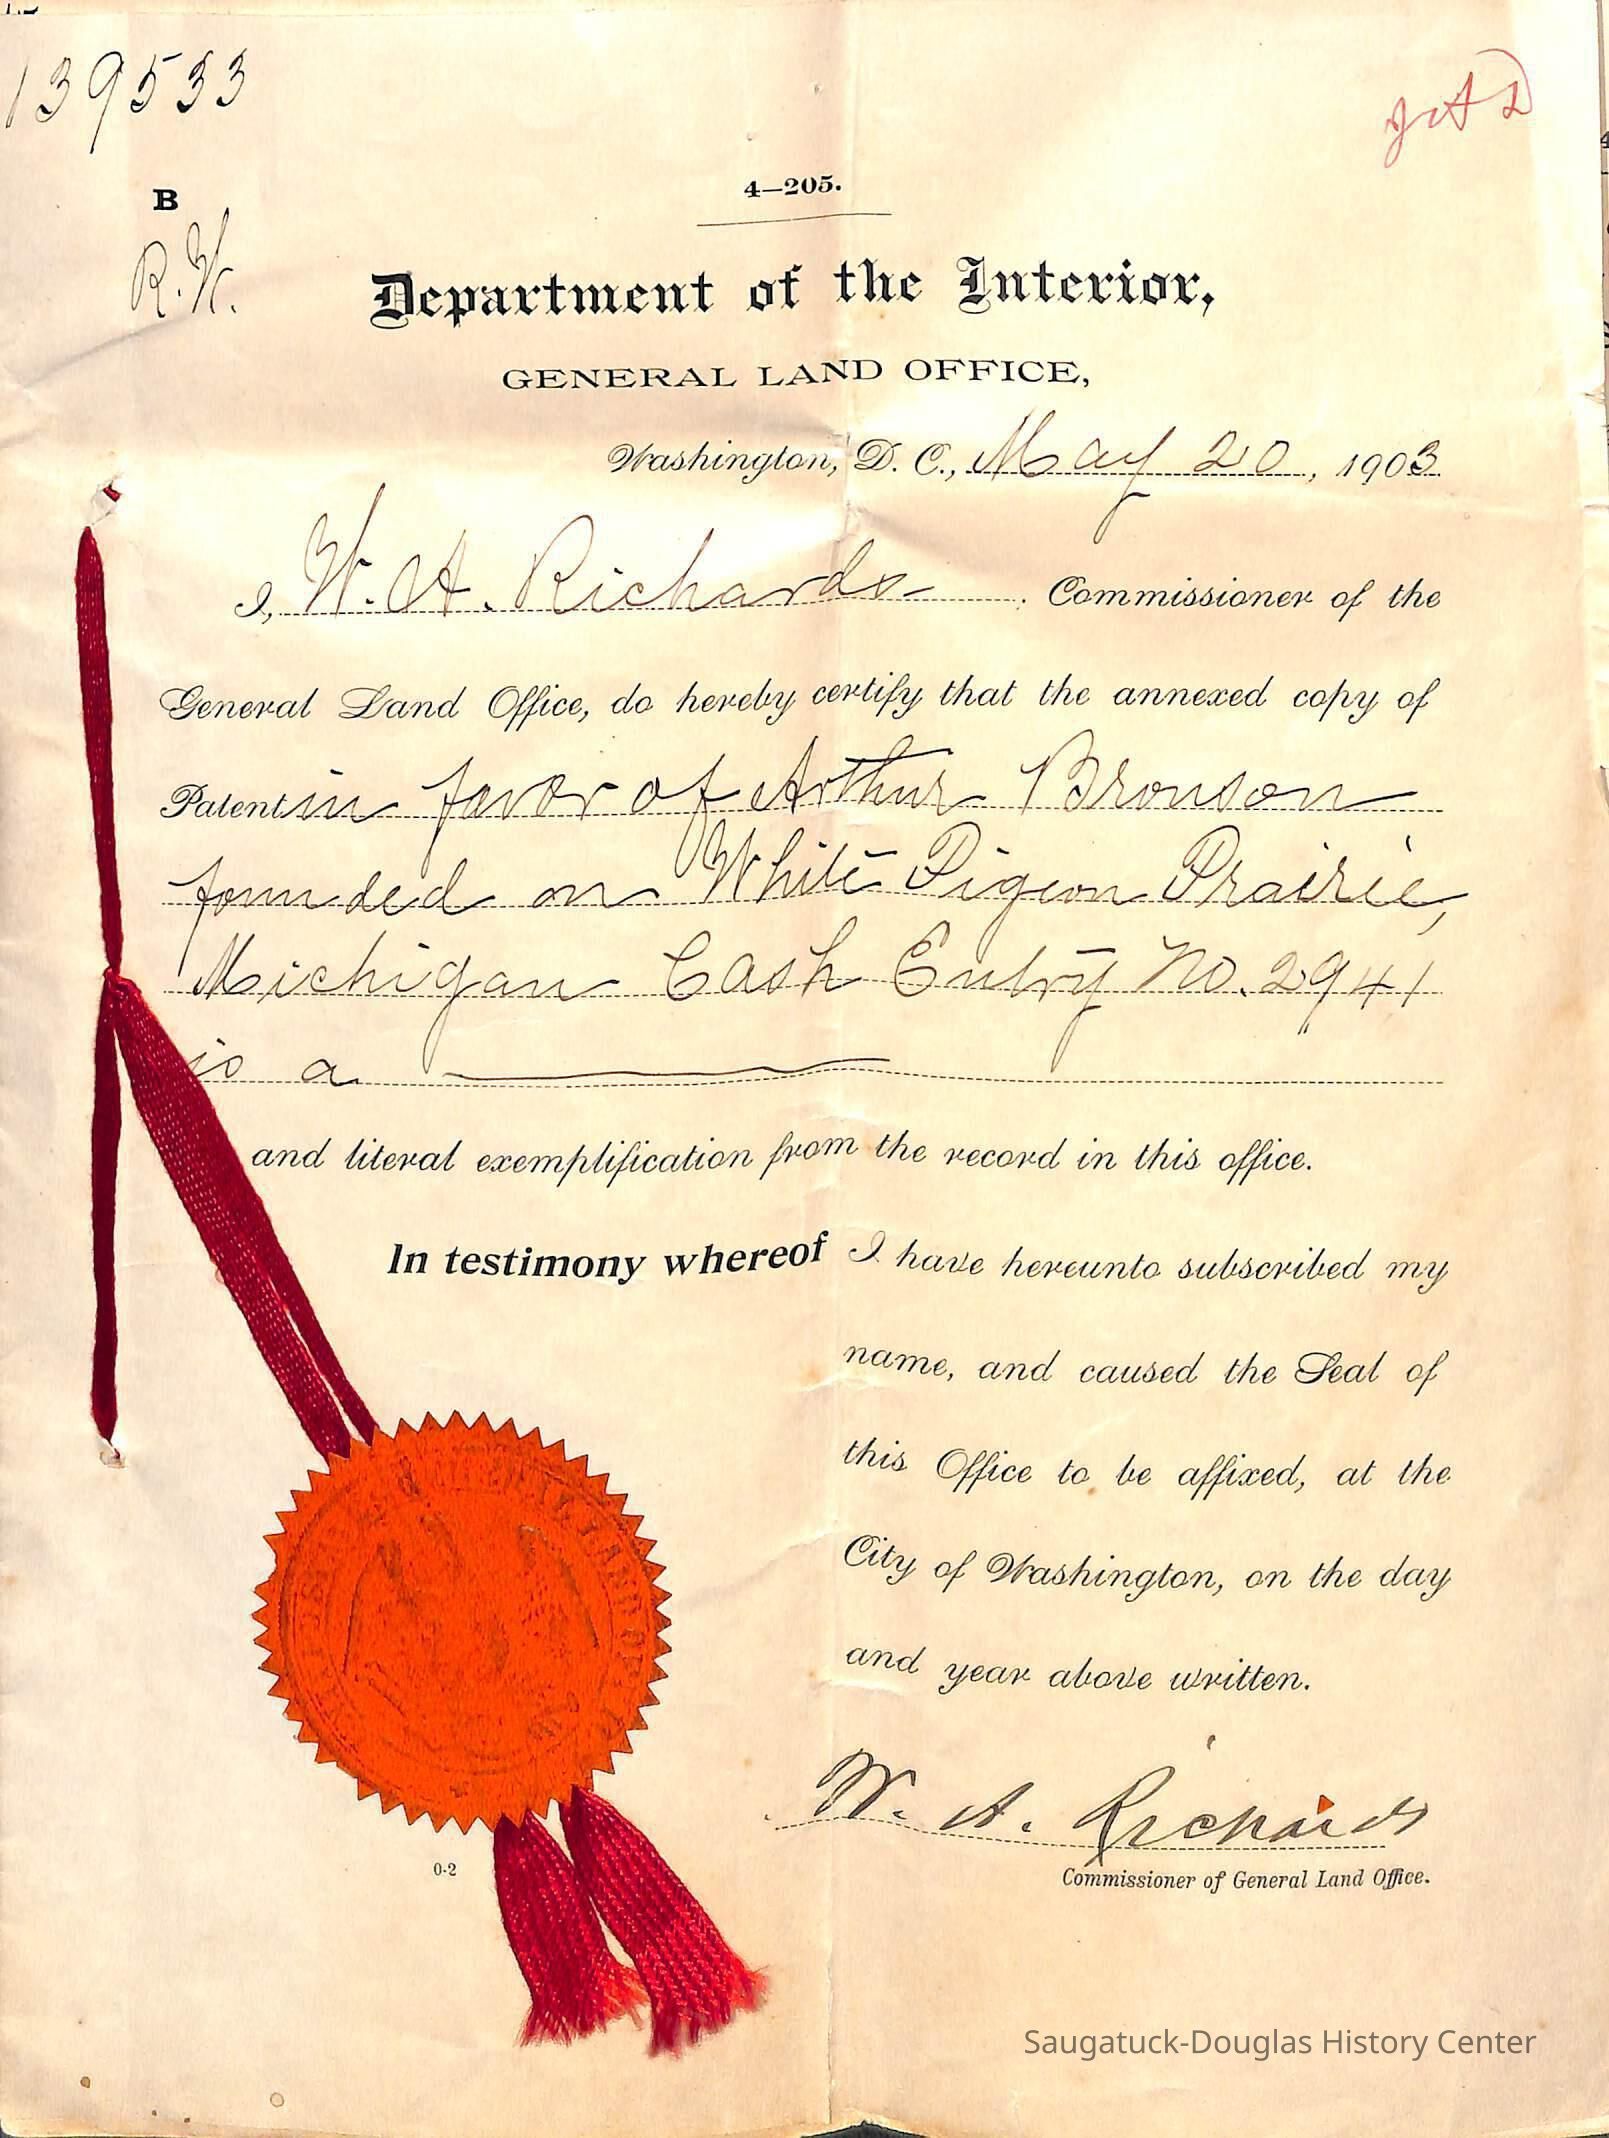 139533
JAD
B
4—205.
R.W.
Department of the Interior,
GENERAL LAND OFFICE,
Washington, D. C., May 20, 1903.
I, W. A. Richards. Commissioner of the
General Land Office, do hereby certify that the annexed copy of
Patent in favor of Arthur Bronson
founded on White Pigeon Prairie,
Michigan Cash Entry No. 2941
is a
and literal exemplification from the record in this office.
In testimony whereof I have hereunto subscribed my
name, and caused the Seal of
this Office to be affixed, at the
City of Washington, on the day
and year above written.
W. A. Richards
Commissioner of General Land Office.
0-2
Saugatuck-Douglas History Center